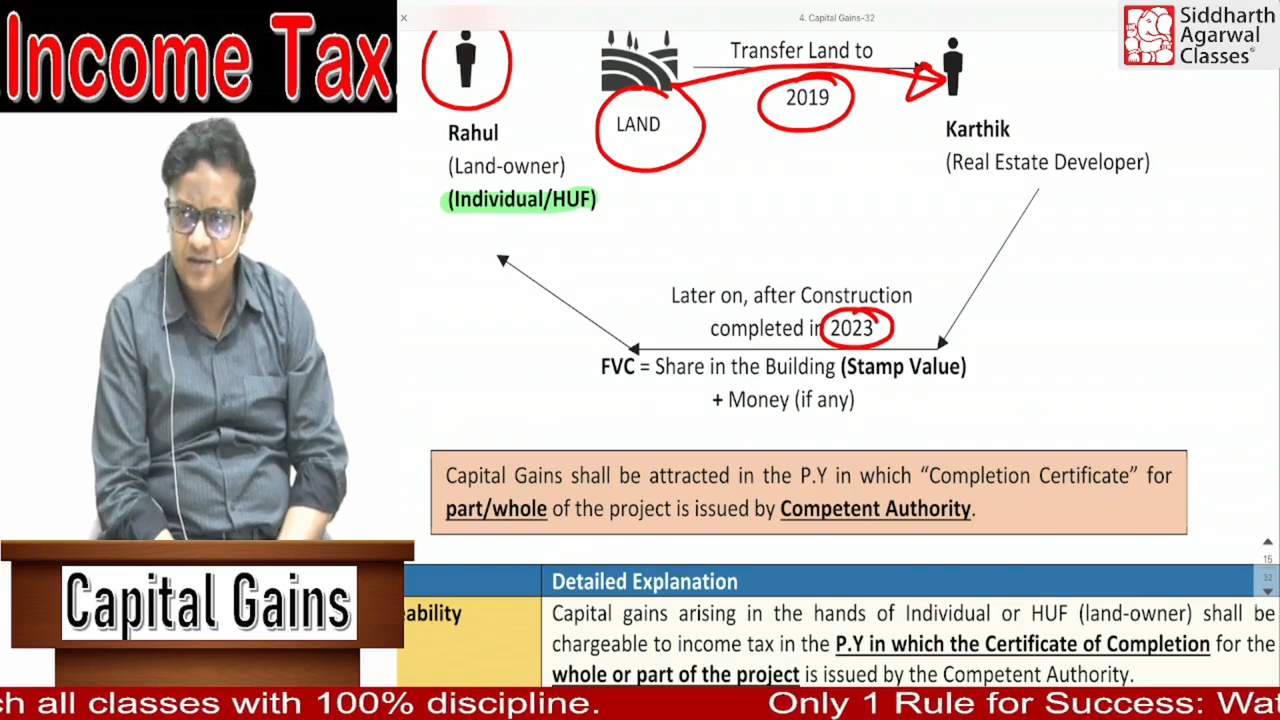 Income Tax
×
4. Capital Gains-32
Siddharth
Agarwal
Classes
Transfer Land to
2019
LAND
Rahul
(Land-owner)
(Individual/HUF)
Karthik
(Real Estate Developer)
Later on, after Construction
completed in 2023
FVC = Share in the Building (Stamp Value)
+ Money (if any)
Capital Gains shall be attracted in the P.Y in which “Completion Certificate” for
part/whole of the project is issued by Competent Authority.
15
32
Capital Gains
Detailed Explanation
eability
Capital gains arising in the hands of Individual or HUF (land-owner) shall be
chargeable to income tax in the P.Y in which the Certificate of Completion for the
whole or part of the project is issued by the Competent Authority.
ch all classes with 100% discipline. Only 1 Rule for Success: Wat